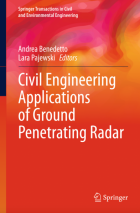 Springer Transactions in Civil
and Environmental Engineering
Andrea Benedetto
Lara Pajewski Editors
Civil Engineering
Applications
of Ground
Penetrating Radar
Springer